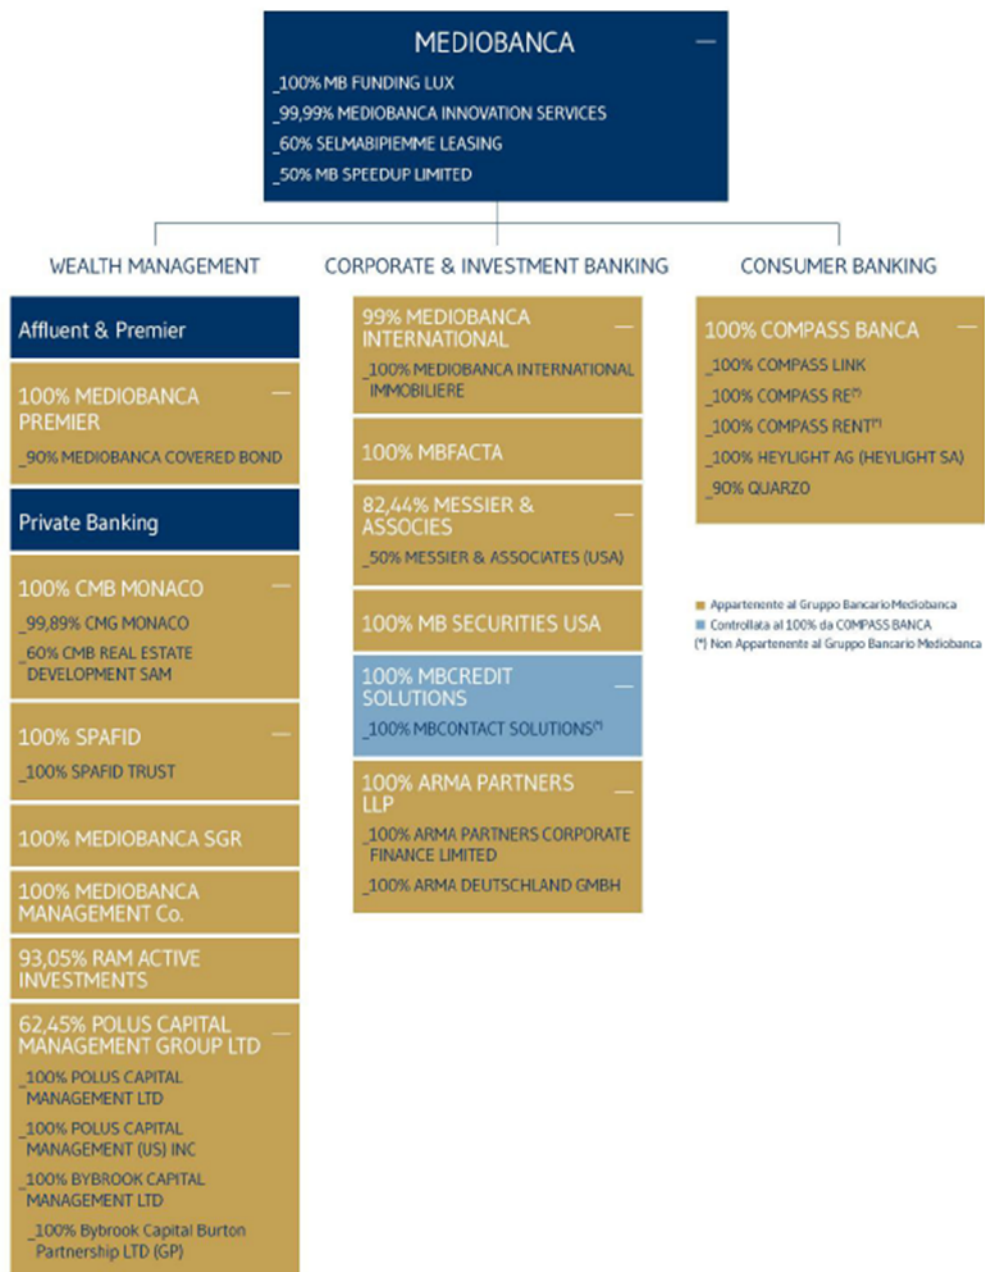 MEDIOBANCA
_100% MB FUNDING LUX
_99,99% MEDIOBANCA INNOVATION SERVICES
_60% SELMABIPIEMME LEASING
_50% MB SPEEDUP LIMITED
WEALTH MANAGEMENT
Affluent & Premier
100% MEDIOBANCA
PREMIER
_90% MEDIOBANCA COVERED BOND
Private Banking
100% CMB MONACO
_99,89% CMG MONACO
_60% CMB REAL ESTATE
DEVELOPMENT SAM
100% SPAFID
_100% SPAFID TRUST
100% MEDIOBANCA SGR
100% MEDIOBANCA
MANAGEMENT Co.
93,05% RAM ACTIVE
INVESTMENTS
62,45% POLUS CAPITAL
MANAGEMENT GROUP LTD
_100% POLUS CAPITAL
MANAGEMENT LTD
_100% POLUS CAPITAL
MANAGEMENT (US) INC
_100% BYBROOK CAPITAL
MANAGEMENT LTD
_100% Bybrook Capital Burton
Partnership LTD (GP)
CORPORATE & INVESTMENT BANKING
99% MEDIOBANCA
INTERNATIONAL
_100% MEDIOBANCA INTERNATIONAL
IMMOBILIERE
100% MBFACTA
82,44% MESSIER &
ASSOCIES
_50% MESSIER & ASSOCIATES (USA)
100% MB SECURITIES USA
100% MBCREDIT
SOLUTIONS
_100% MBCONTACT SOLUTIONS(*)
100% ARMA PARTNERS
LLP
_100% ARMA PARTNERS CORPORATE
FINANCE LIMITED
_100% ARMA DEUTSCHLAND GMBH
CONSUMER BANKING
100% COMPASS BANCA
_100% COMPASS LINK
_100% COMPASS RE(*)
_100% COMPASS RENT(*)
_100% HEYLIGHT AG (HEYLIGHT SA)
_90% QUARZO
Appartenente al Gruppo Bancario Mediobanca
Controllata al 100% da COMPASS BANCA
(*) Non Appartenente al Gruppo Bancario Mediobanca